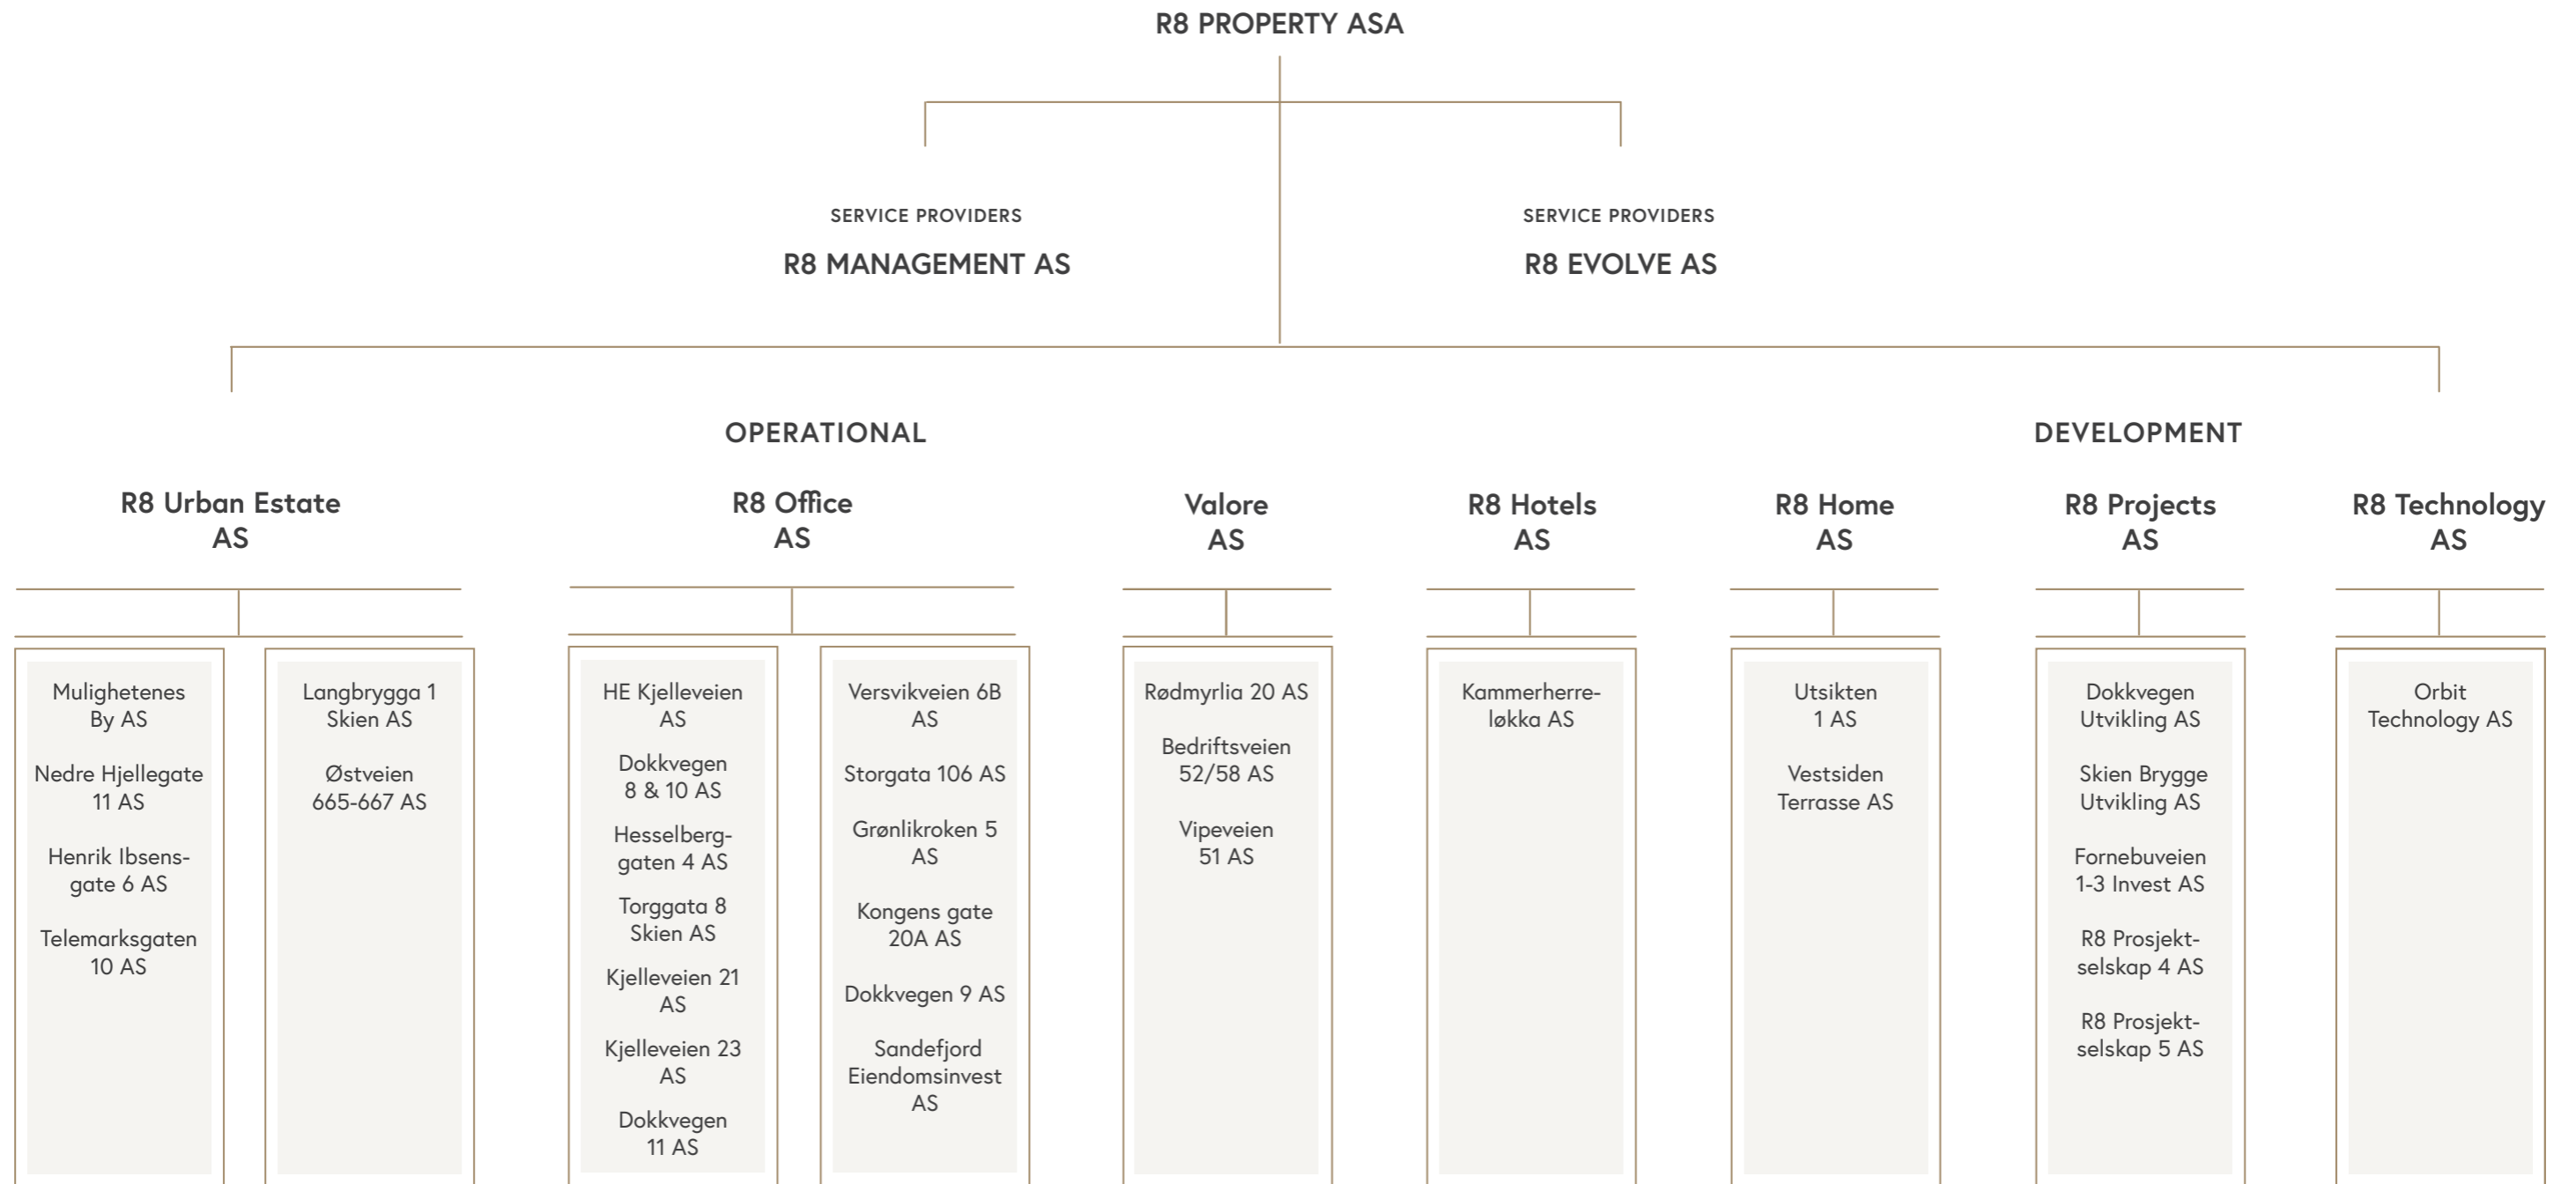 R8 PROPERTY ASA
SERVICE PROVIDERS
R8 MANAGEMENT AS
SERVICE PROVIDERS
R8 EVOLVE AS
OPERATIONAL
DEVELOPMENT
R8 Urban Estate
AS
R8 Office
AS
Valore
AS
R8 Hotels
AS
R8 Home
AS
R8 Projects
AS
R8 Technology
AS
Mulighetenes
By AS
Nedre Hjellegate
11 AS
Henrik Ibsens-
gate 6 AS
Telemarksgaten
10 AS
Langbrygga 1
Skien AS
Østveien
665-667 AS
HE Kjelleveien
AS
Dokkvegen
8 & 10 AS
Hesselberg-
gaten 4 AS
Torggata 8
Skien AS
Kjelleveien 21
AS
Kjelleveien 23
AS
Dokkvegen
11 AS
Versvikveien 6B
AS
Storgata 106 AS
Grønlikroken 5
AS
Kongens gate
20A AS
Dokkvegen 9 AS
Sandefjord
Eiendomsinvest
AS
Rødmyrlia 20 AS
Bedriftsveien
52/58 AS
Vipeveien
51 AS
Kammerherre-
løkka AS
Utsikten
1 AS
Vestsiden
Terrasse AS
Dokkvegen
Utvikling AS
Skien Brygge
Utvikling AS
Fornebuveien
1-3 Invest AS
R8 Prosjekt-
selskap 4 AS
R8 Prosjekt-
selskap 5 AS
Orbit
Technology AS